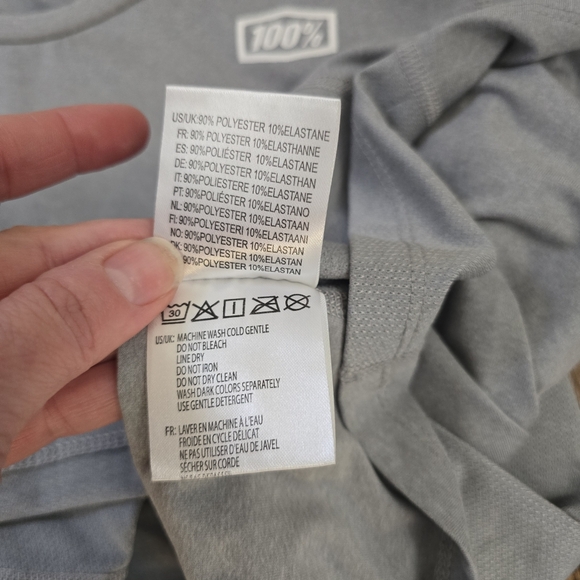 100%
US/UK:90% POLYESTER 10%ELASTANE
FR: 90% POLYESTER 10%ELASTHANNE
ES: 90%POLIÉSTER 10%ELASTANE
DE: 90%POLYESTER 10%ELASTHAN
IT: 90%POLIESTERE 10%ELASTANE
PT: 90%POLIÉSTER 10%ELASTANO
NL: 90%POLYESTER 10%ELASTAAN
FI: 90%POLYESTERI 10%ELASTAANI
NO: 90%POLYESTER 10%ELASTAN
DK: 90%POLYESTER 10%ELASTAN
90%POLYESTER 10%ELASTAN
30
US/UK: MACHINE WASH COLD GENTLE
DO NOT BLEACH
LINE DRY
DO NOT IRON
DO NOT DRY CLEAN
WASH DARK COLORS SEPARATELY
USE GENTLE DETERGENT
FR: LAVER EN MACHINE À L'EAU
FROIDE EN CYCLE DÉLICAT
NE PAS UTILISER D'EAU DE JAVEL
SÉCHER SUR CORDE